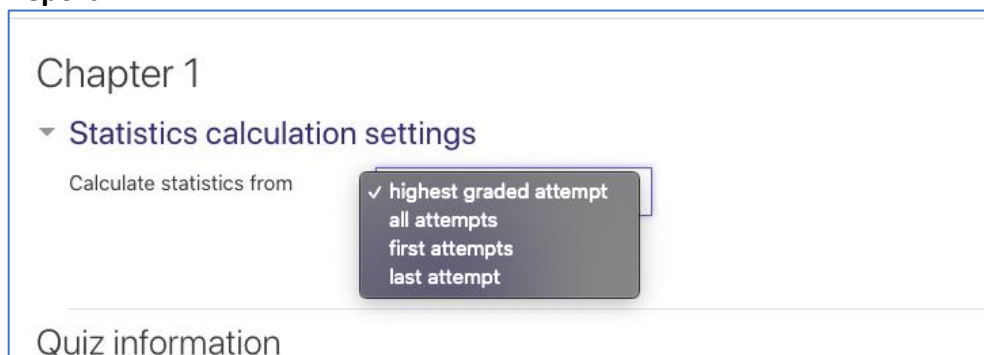 Chapter 1
Statistics calculation settings
Calculate statistics from
✓ highest graded attempt
all attempts
first attempts
last attempt
Quiz information